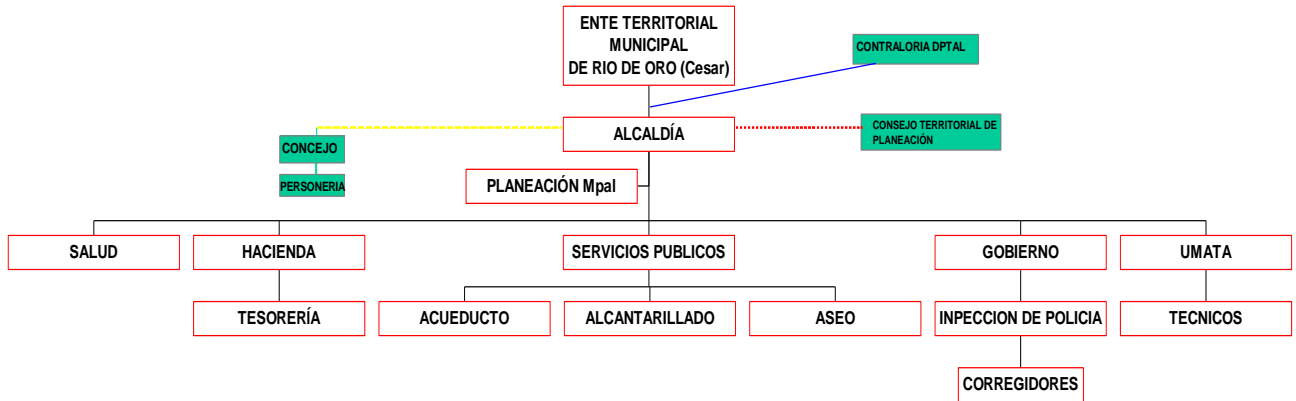 ENTE TERRITORIAL
MUNICIPAL
DE RIO DE ORO (Cesar)
CONTRALORIA DPTAL
ALCALDÍA
CONSEJO TERRITORIAL DE
PLANEACIÓN
CONCEJO
PERSONERIA
PLANEACIÓN Mpal
SALUD
HACIENDA
SERVICIOS PUBLICOS
GOBIERNO
UMATA
TESORERÍA
ACUEDUCTO
ALCANTARILLADO
ASEO
INPECCION DE POLICIA
TECNICOS
CORREGIDORES